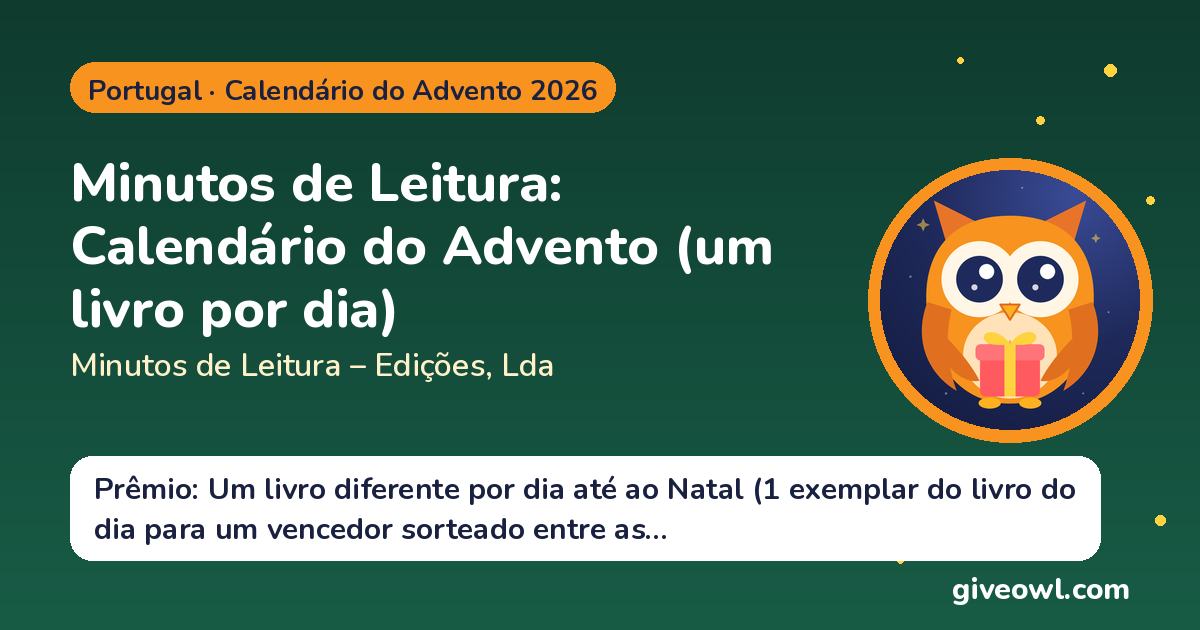 Portugal · Calendário do Advento 2026
Minutos de Leitura:
Calendário do Advento (um
livro por dia)
Minutos de Leitura – Edições, Lda
Prêmio: Um livro diferente por dia até ao Natal (1 exemplar do livro do
dia para um vencedor sorteado entre as...
giveowl.com